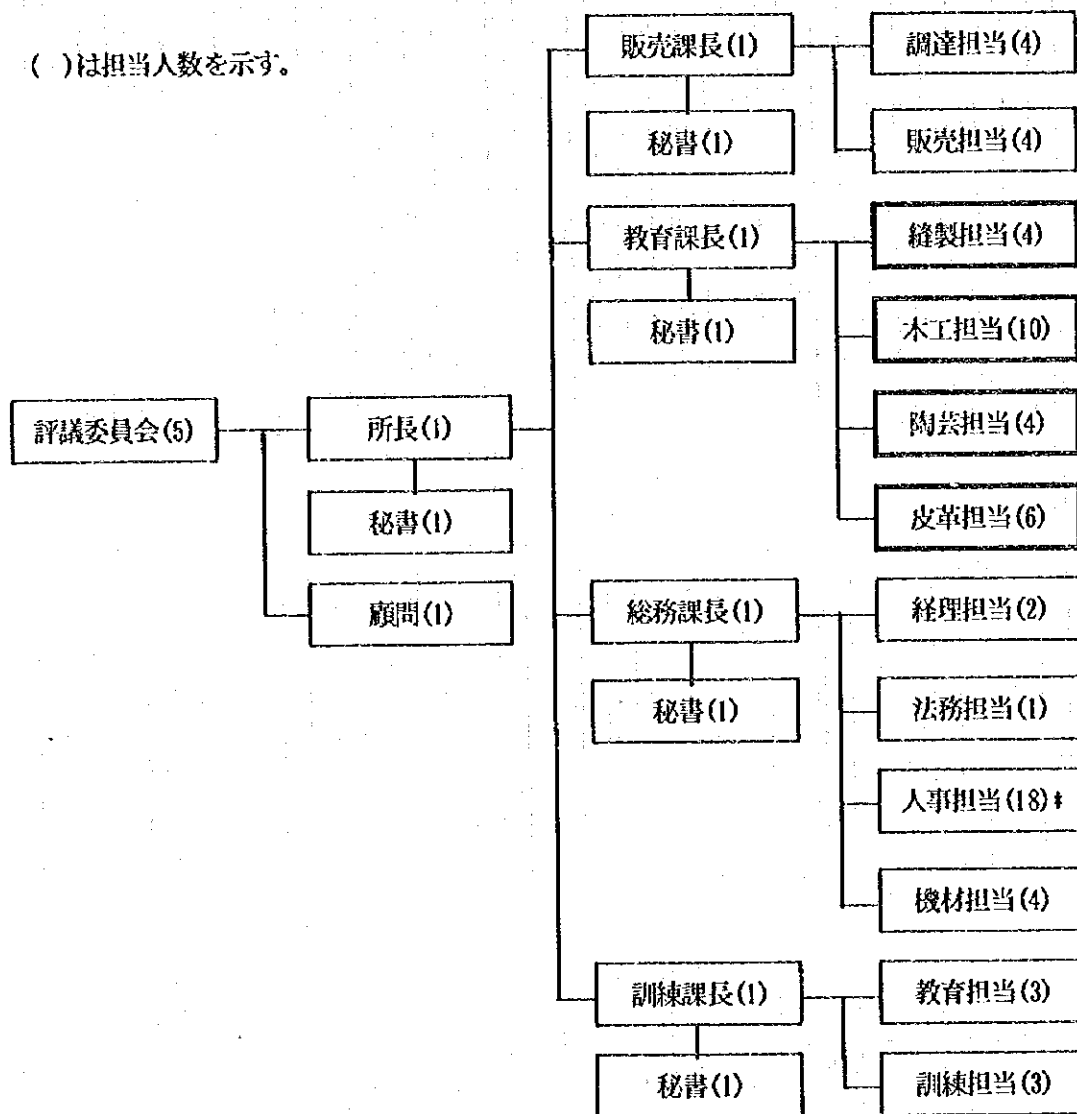 ( )は担当人数を示す。
販売課長(1)
調達担当(4)
秘書(1)
販売担当(4)
教育課長(1)
縫製担当(4)
秘書(1)
木工担当(10)
評議委員会(5)
所長(1)
陶芸担当(4)
秘書(1)
皮革担当(6)
顧問(1)
総務課長(1)
経理担当(2)
秘書(1)
法務担当(1)
人事担当(18)*
機材担当(4)
訓練課長(1)
教育担当(3)
秘書(1)
訓練担当(3)